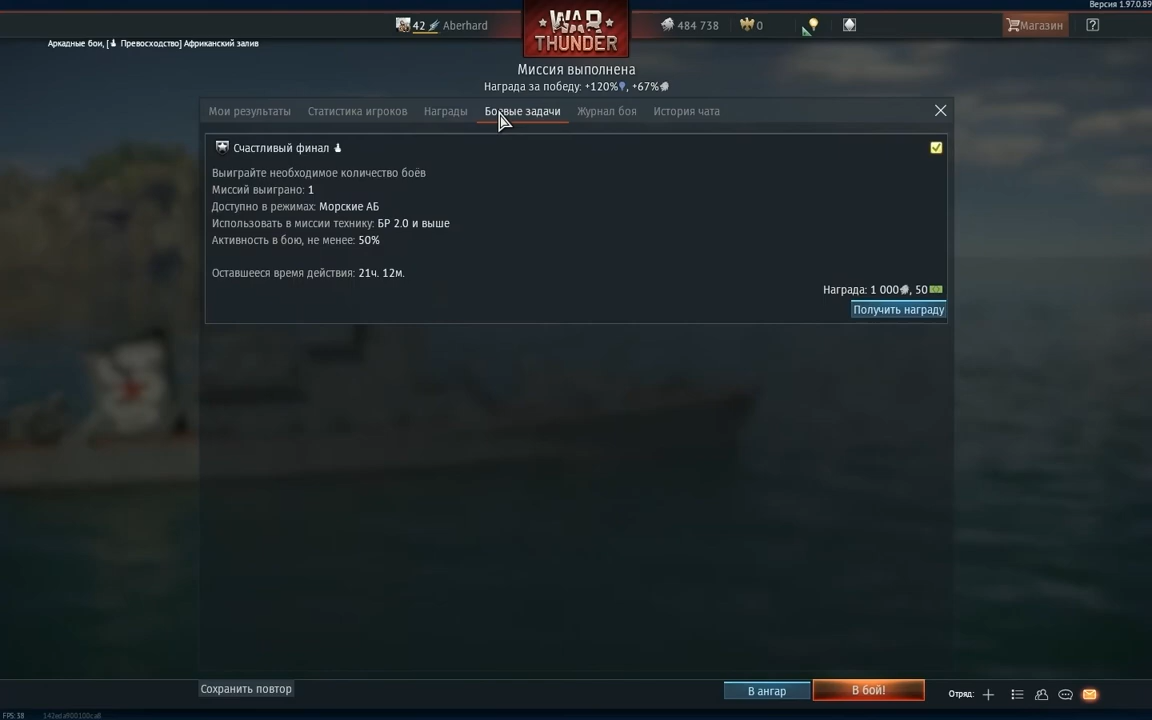 Версия 1.97.0.89
42 Aberhard
WAR
THUNDER
484 738
0
Магазин
Аркадные бои, [Превосходство] Африканский залив
Миссия выполнена
Награда за победу: +120%, +67%
Мои результаты Статистика игроков Награды Боевые задачи Журнал боя История чата
Счастливый финал
Выиграйте необходимое количество боёв
Миссий выиграно: 1
Доступно в режимах: Морские АБ
Использовать в миссии технику: БР 2.0 и выше
Активность в бою, не менее: 50%
Оставшееся время действия: 21ч. 12м.
Награда: 1 000, 50
Получить награду
Сохранить повтор
В ангар
В бой!
Отряд:
FPS: 38